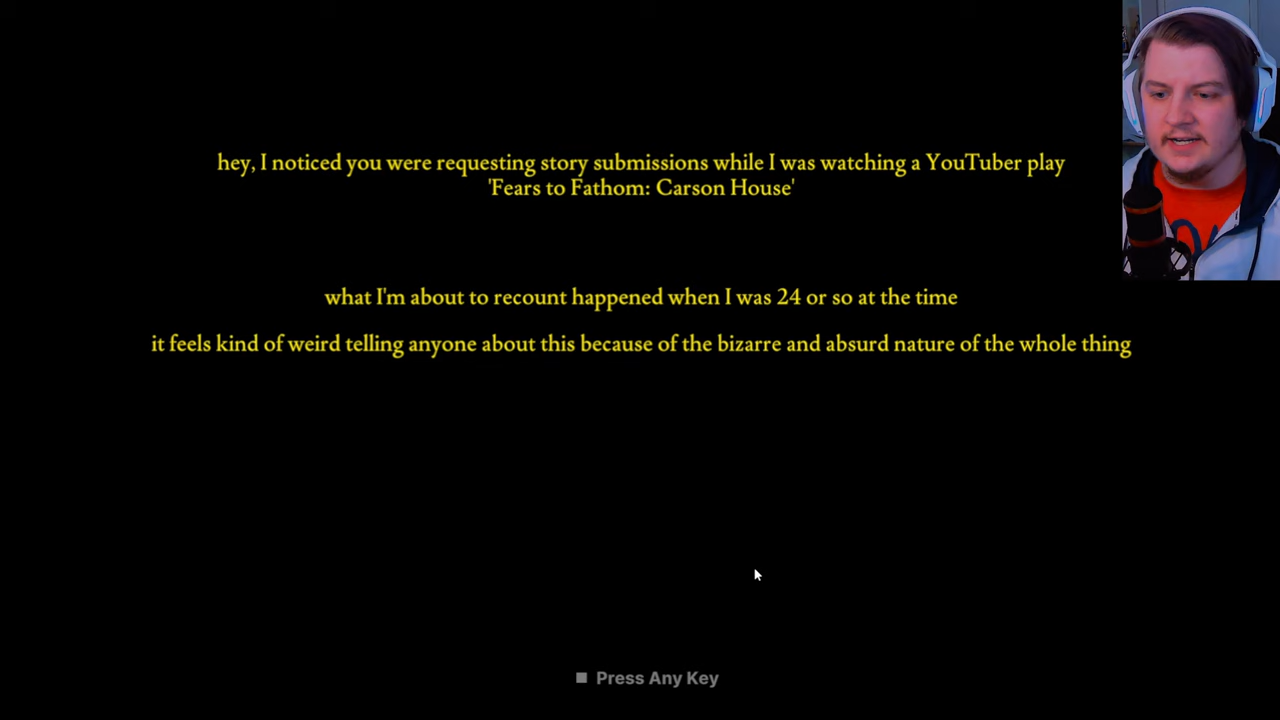 hey, I noticed you were requesting story submissions while I was watching a YouTuber play
'Fears to Fathom: Carson House'
what I'm about to recount happened when I was 24 or so at the time
it feels kind of weird telling anyone about this because of the bizarre and absurd nature of the whole thing
Press Any Key